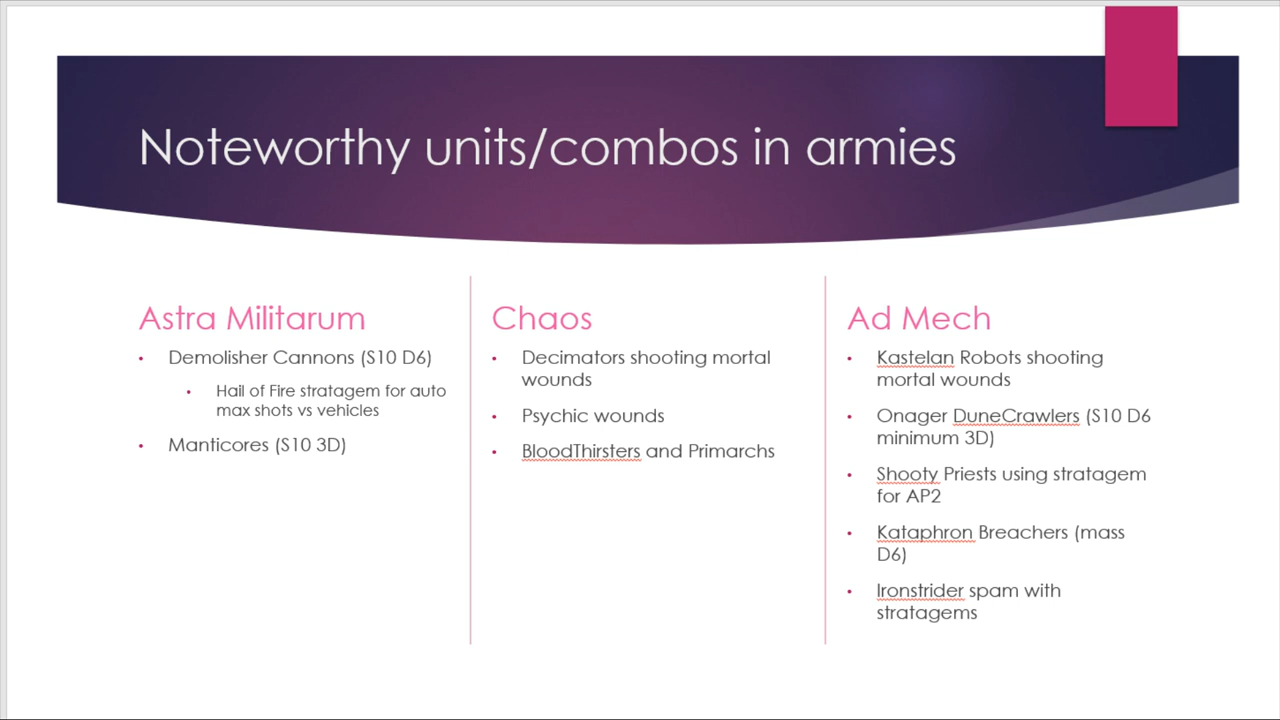 Noteworthy units/combos in armies
Astra Militarum
• Demolisher Cannons (S10 D6)
• Hail of Fire stratagem for auto
max shots vs vehicles
• Manticores (S10 3D)
Chaos
• Decimators shooting mortal
wounds
• Psychic wounds
• BloodThirsters and Primarchs
Ad Mech
• Kastelan Robots shooting
mortal wounds
• Onager DuneCrawlers (S10 D6
minimum 3D)
• Shooty Priests using stratagem
for AP2
• Kataphron Breachers (mass
D6)
• Ironstrider spam with
stratagems